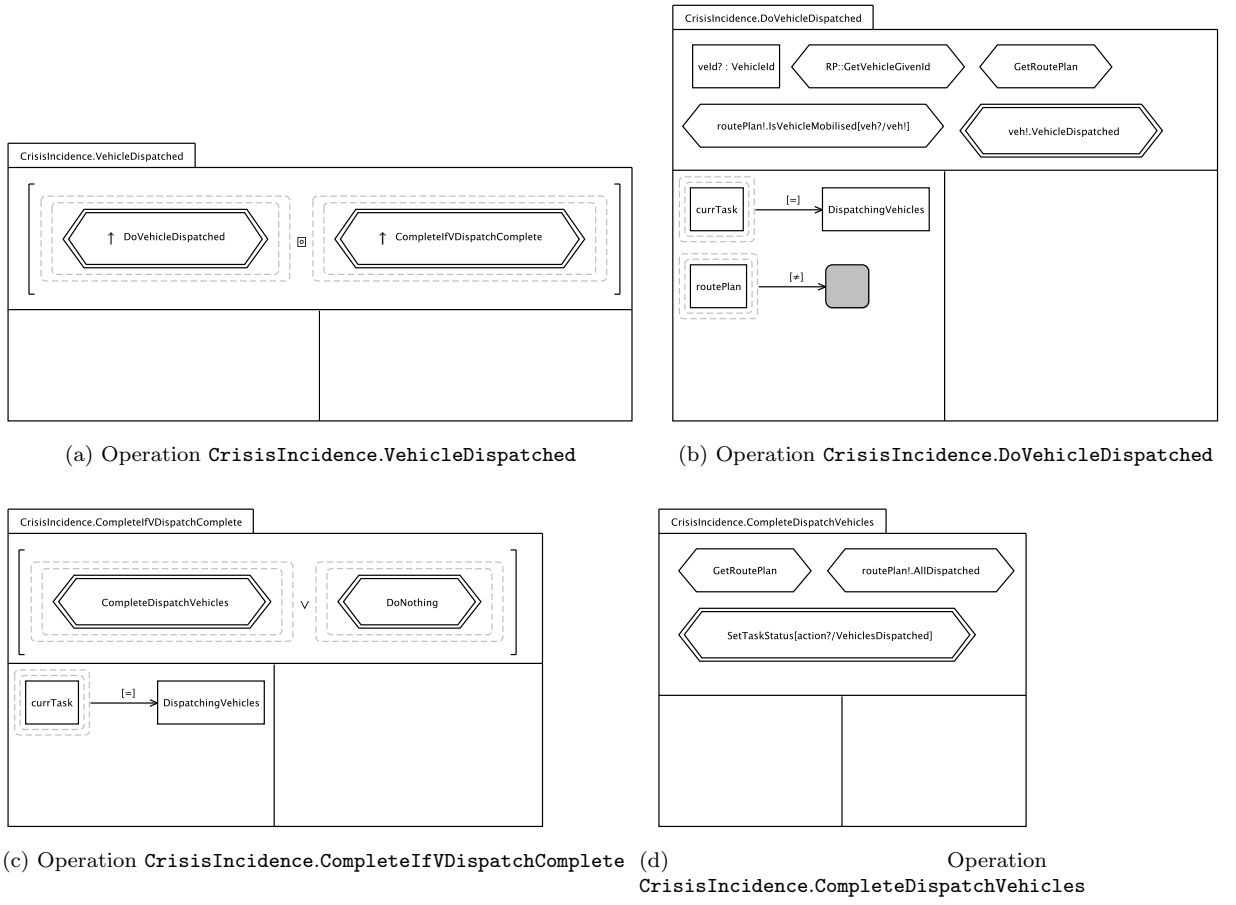 CrisisIncidence.VehicleDispatched
↑ DoVehicleDispatched
↑ CompleteIfVDispatchComplete
(a) Operation CrisisIncidence.VehicleDispatched
CrisisIncidence.DoVehicleDispatched
veId? : VehicleId
RP::GetVehicleGivenId
GetRoutePlan
routePlan!.IsVehicleMobilised[veh?/veh!]
veh!.VehicleDispatched
currTask
[=]
DispatchingVehicles
routePlan
[≠]
(b) Operation CrisisIncidence.DoVehicleDispatched
CrisisIncidence.CompleteIfVDispatchComplete
CompleteDispatchVehicles
∨
DoNothing
currTask
[=]
DispatchingVehicles
(c) Operation CrisisIncidence.CompleteIfVDispatchComplete
CrisisIncidence.CompleteDispatchVehicles
GetRoutePlan
routePlan!.AllDispatched
SetTaskStatus[action?/VehiclesDispatched]
(d) Operation
CrisisIncidence.CompleteDispatchVehicles